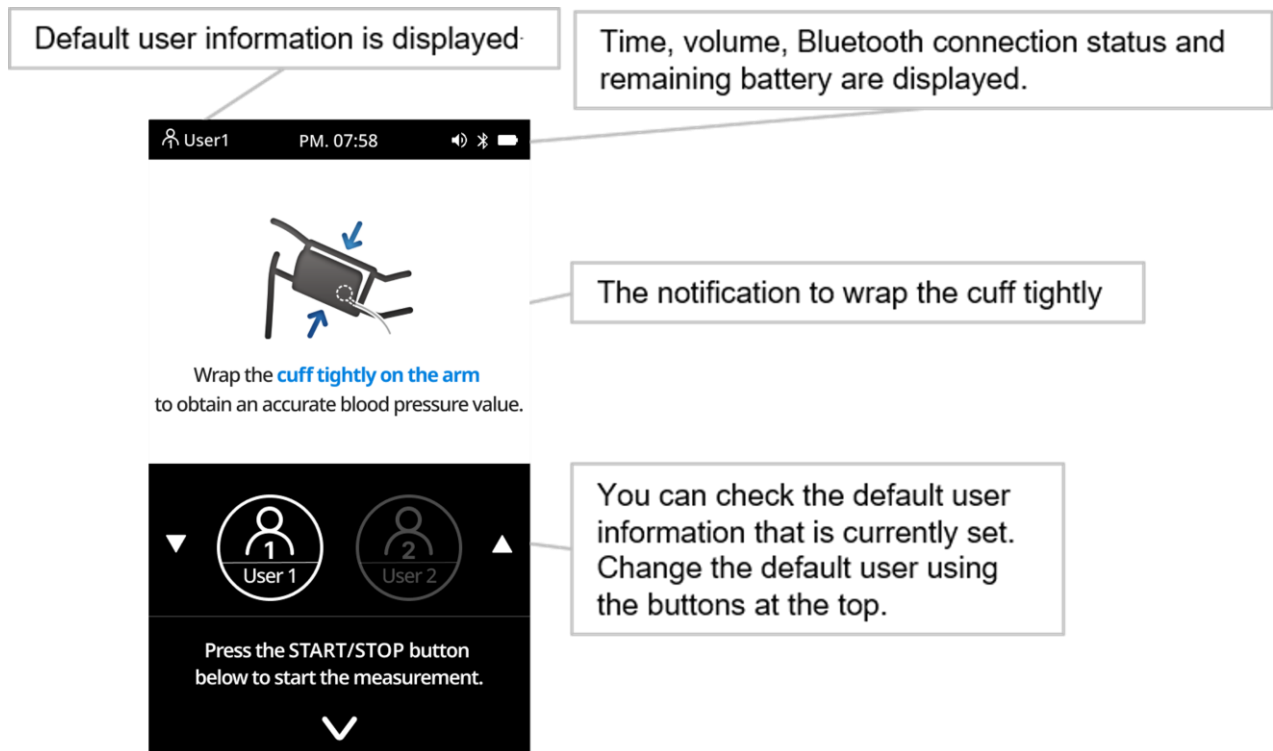 Default user information is displayed
Time, volume, Bluetooth connection status and
remaining battery are displayed.
User1 PM. 07:58
The notification to wrap the cuff tightly
Wrap the cuff tightly on the arm
to obtain an accurate blood pressure value.
You can check the default user
information that is currently set.
Change the default user using
the buttons at the top.
1
User 1
2
User 2
Press the START/STOP button
below to start the measurement.